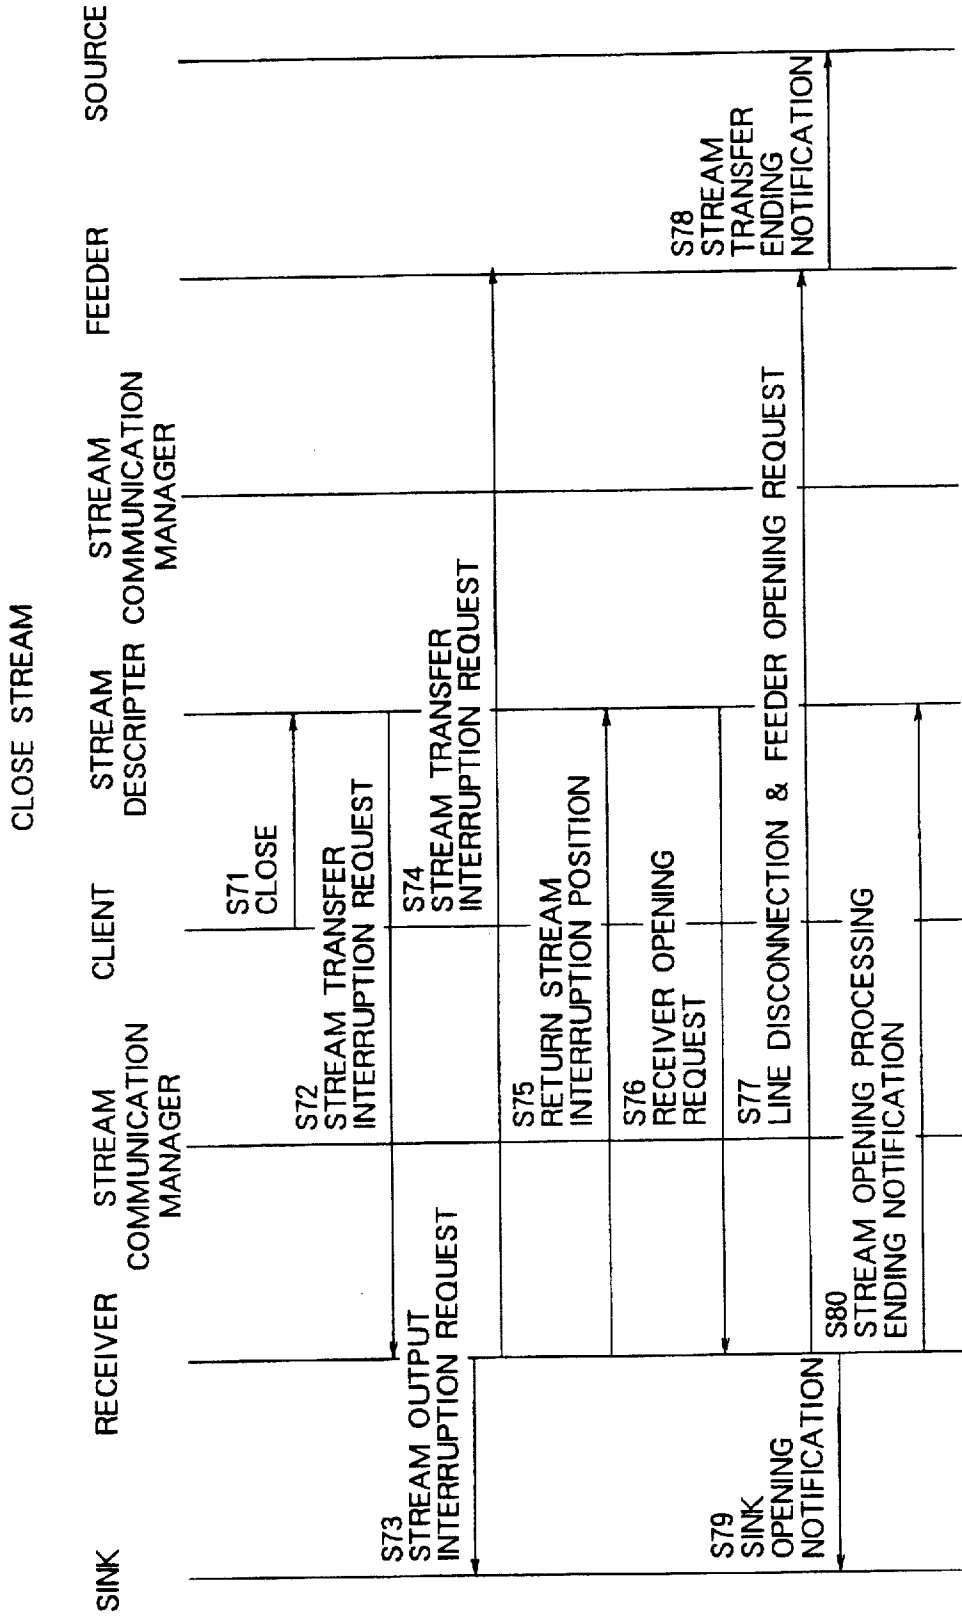 CLOSE STREAM
SINK
RECEIVER
STREAM
COMMUNICATION
MANAGER
CLIENT
STREAM
DESCRIPTER
STREAM
COMMUNICATION
MANAGER
FEEDER
SOURCE
S71
CLOSE
S72
STREAM TRANSFER
INTERRUPTION REQUEST
S73
STREAM OUTPUT
INTERRUPTION REQUEST
S74
STREAM TRANSFER
INTERRUPTION REQUEST
S75
RETURN STREAM
INTERRUPTION POSITION
S76
RECEIVER OPENING
REQUEST
S77
LINE DISCONNECTION & FEEDER OPENING REQUEST
S78
STREAM
TRANSFER
ENDING
NOTIFICATION
S79
SINK
OPENING
NOTIFICATION
S80
STREAM OPENING PROCESSING
ENDING NOTIFICATION